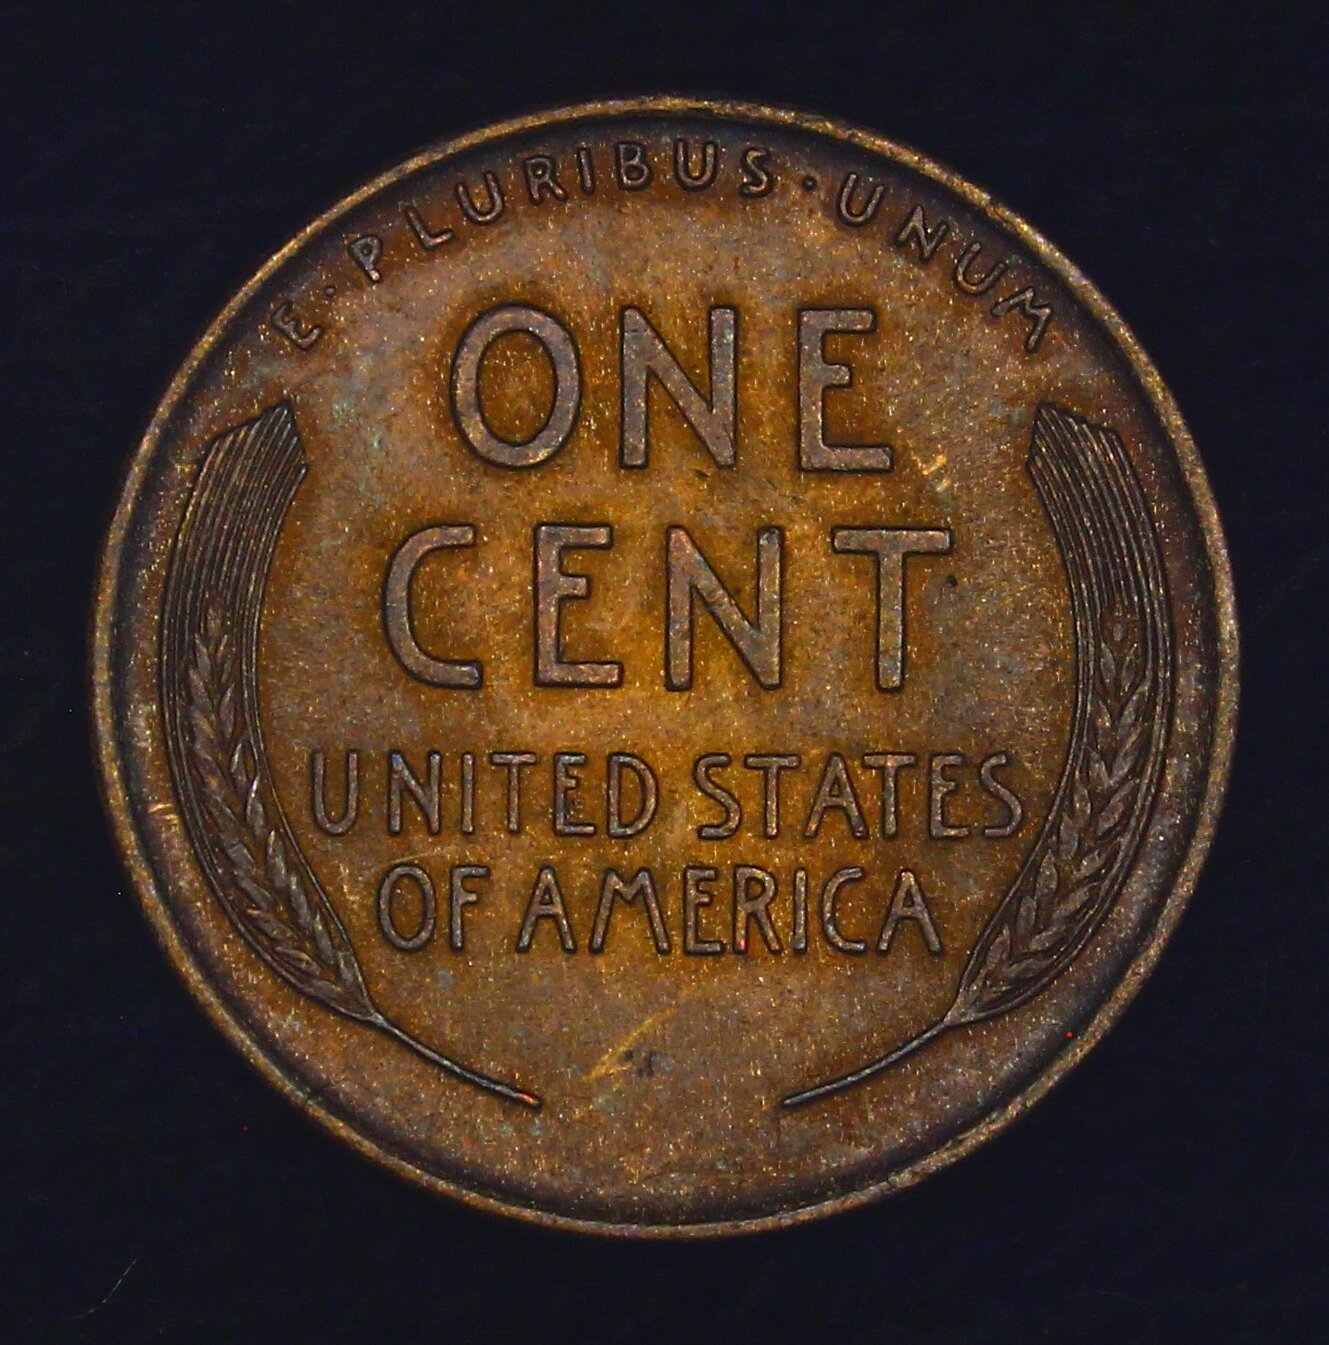 E · PLURIBUS · UNUM
ONE
CENT
UNITED STATES
OF AMERICA